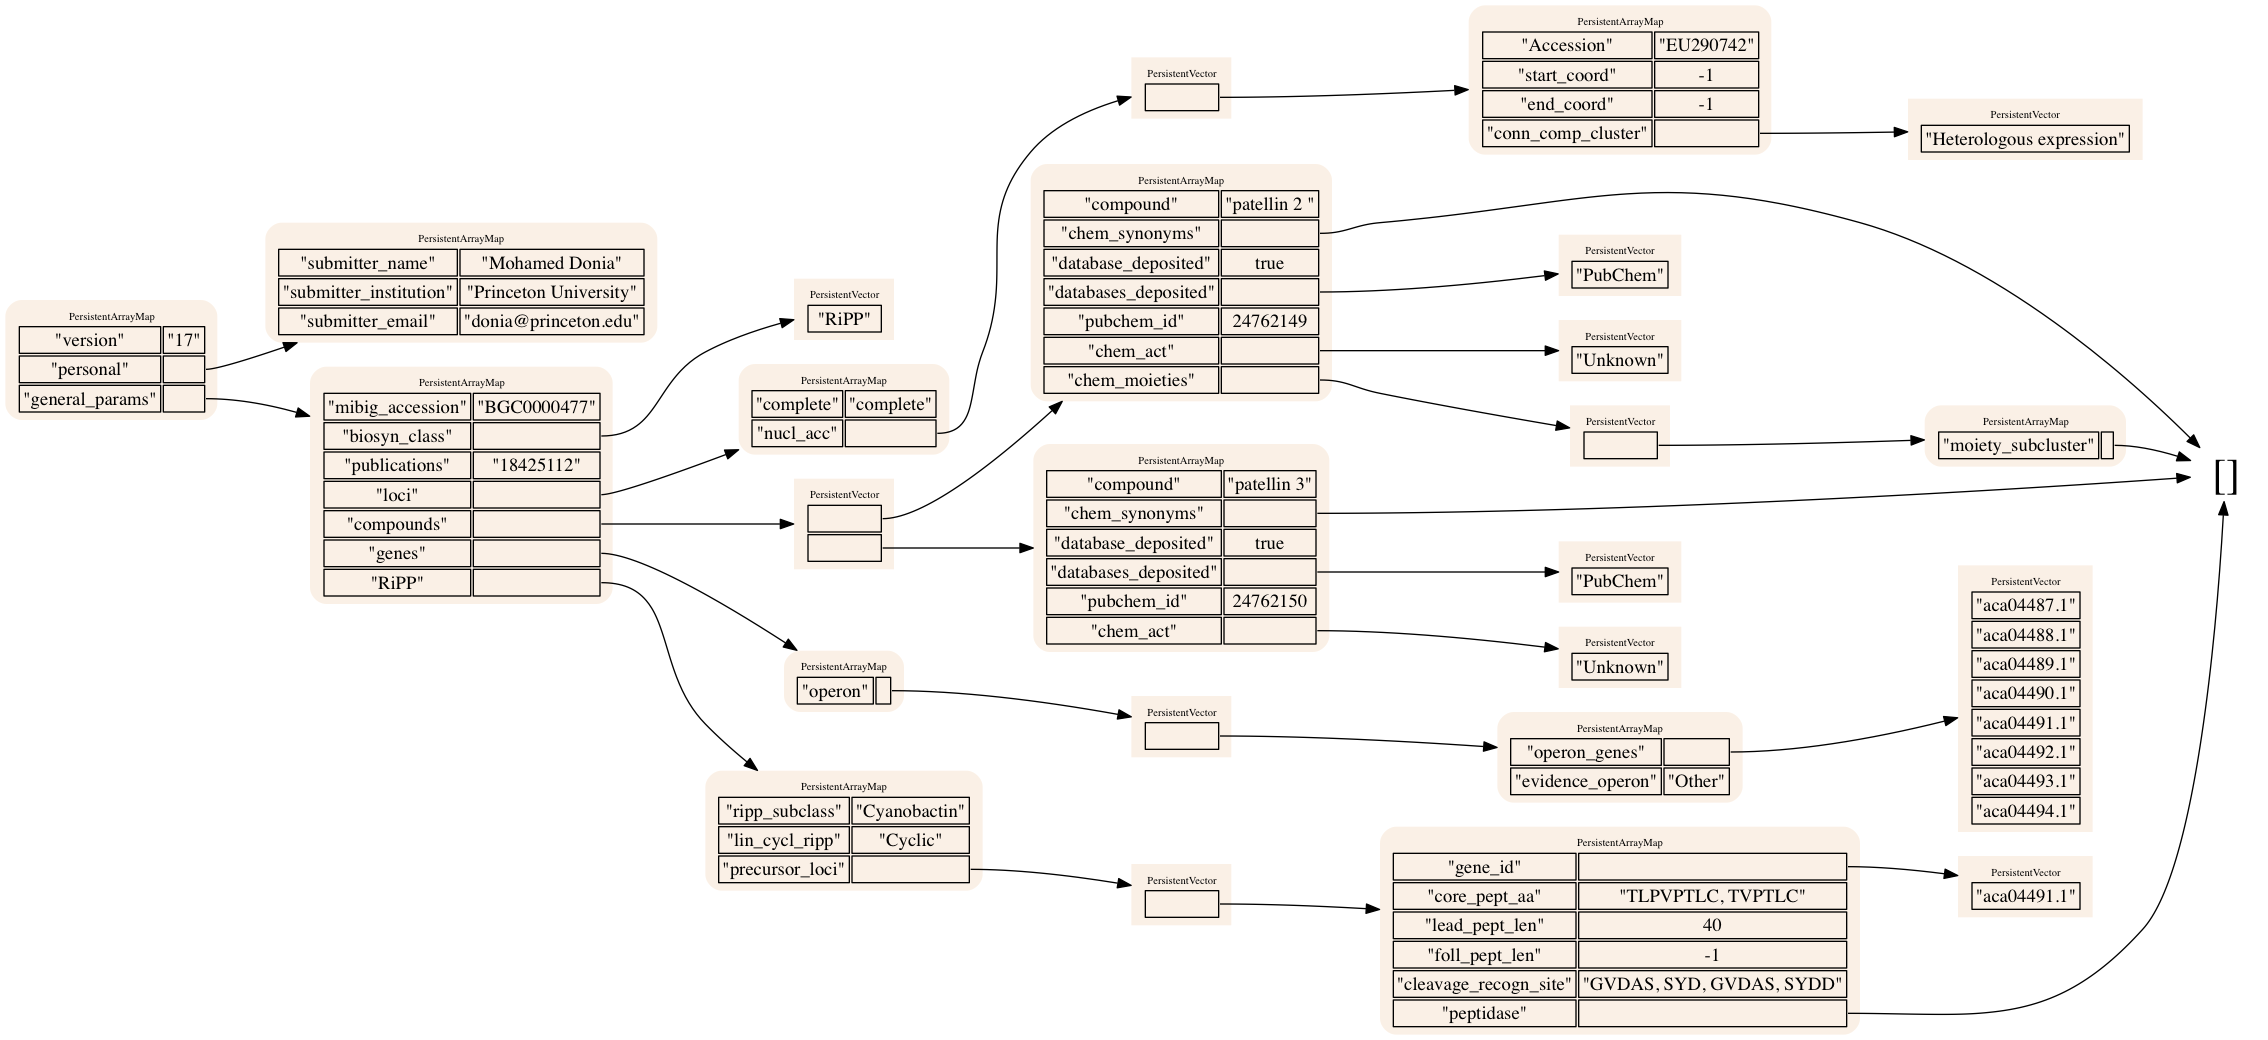 PersistentArrayMap
"version" "17"
"personal"
"general_params"
PersistentArrayMap
"submitter_name" "Mohamed Donia"
"submitter_institution" "Princeton University"
"submitter_email" "donia@princeton.edu"
PersistentArrayMap
"mibig_accession" "BGC0000477"
"biosyn_class"
"publications" "18425112"
"loci"
"compounds"
"genes"
"RiPP"
PersistentVector
"RiPP"
PersistentArrayMap
"complete" "complete"
"nucl_acc"
PersistentVector
PersistentArrayMap
"operon"
PersistentArrayMap
"ripp_subclass" "Cyanobactin"
"lin_cycl_ripp" "Cyclic"
"precursor_loci"
PersistentVector
PersistentArrayMap
"compound" "patellin 2 "
"chem_synonyms"
"database_deposited" true
"databases_deposited"
"pubchem_id" 24762149
"chem_act"
"chem_moieties"
PersistentArrayMap
"compound" "patellin 3"
"chem_synonyms"
"database_deposited" true
"databases_deposited"
"pubchem_id" 24762150
"chem_act"
PersistentVector
PersistentVector
PersistentArrayMap
"Accession" "EU290742"
"start_coord" -1
"end_coord" -1
"conn_comp_cluster"
PersistentVector
"PubChem"
PersistentVector
"Unknown"
PersistentVector
PersistentVector
"PubChem"
PersistentVector
"Unknown"
PersistentArrayMap
"operon_genes"
"evidence_operon" "Other"
PersistentArrayMap
"gene_id"
"core_pept_aa" "TLPVPTLC, TVPTLC"
"lead_pept_len" 40
"foll_pept_len" -1
"cleavage_recogn_site" "GVDAS, SYD, GVDAS, SYDD"
"peptidase"
PersistentVector
"Heterologous expression"
PersistentArrayMap
"moiety_subcluster"
PersistentVector
"aca04487.1"
"aca04488.1"
"aca04489.1"
"aca04490.1"
"aca04491.1"
"aca04492.1"
"aca04493.1"
"aca04494.1"
PersistentVector
"aca04491.1"
[]